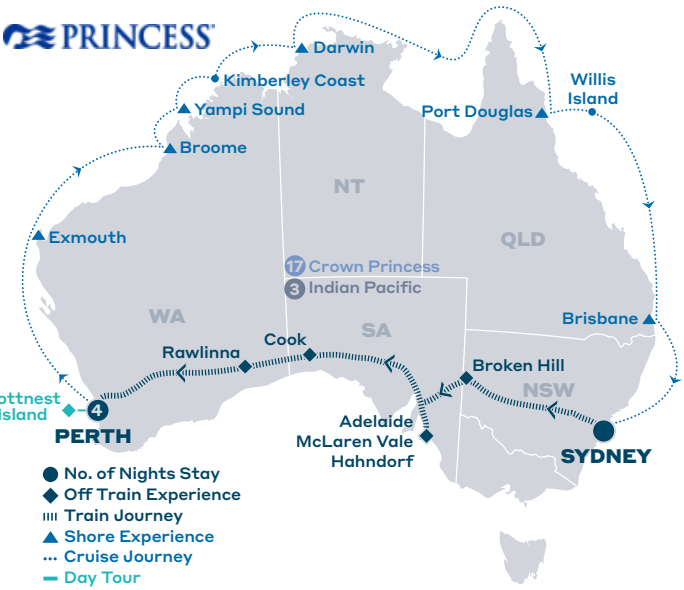 PRINCESS
Darwin
Kimberley Coast
Willis
Island
Yampi Sound
Port Douglas
Broome
NT
Exmouth
QLD
17 Crown Princess
3 Indian Pacific
WA
SA
Brisbane
Cook
Rawlinna
Broken Hill
NSW
ottnest
Island
4
PERTH
Adelaide
McLaren Vale
Hahndorf
SYDNEY
No. of Nights Stay
Off Train Experience
Train Journey
Shore Experience
Cruise Journey
Day Tour